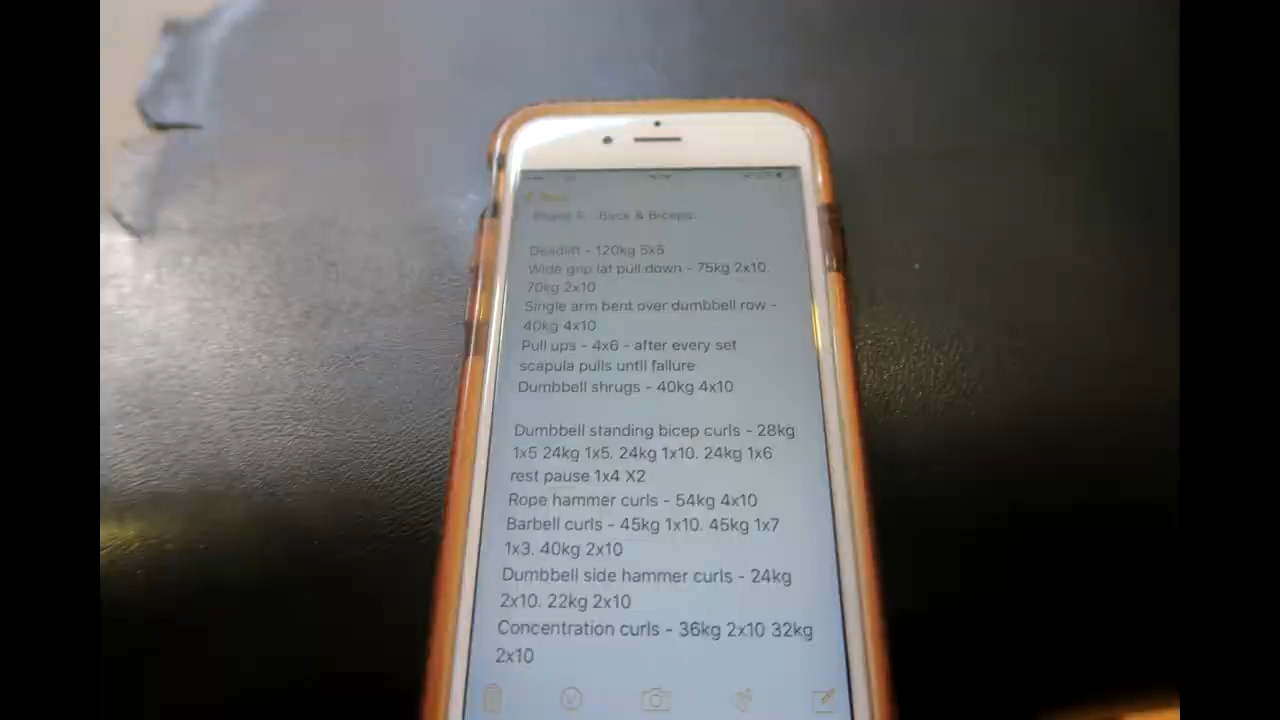 Back & Biceps
Deadlift - 120kg 5x5
Wide grip lat pull down - 75kg 2x10.
70kg 2x10
Single arm bent over dumbbell row -
40kg 4x10
Pull ups - 4x6 - after every set
scapula pulls until failure
Dumbbell shrugs - 40kg 4x10
Dumbbell standing bicep curls - 28kg
1x5 24kg 1x5. 24kg 1x10. 24kg 1x6
rest pause 1x4 X2
Rope hammer curls - 54kg 4x10
Barbell curls - 45kg 1x10. 45kg 1x7
1x3. 40kg 2x10
Dumbbell side hammer curls - 24kg
2x10. 22kg 2x10
Concentration curls - 36kg 2x10 32kg
2x10